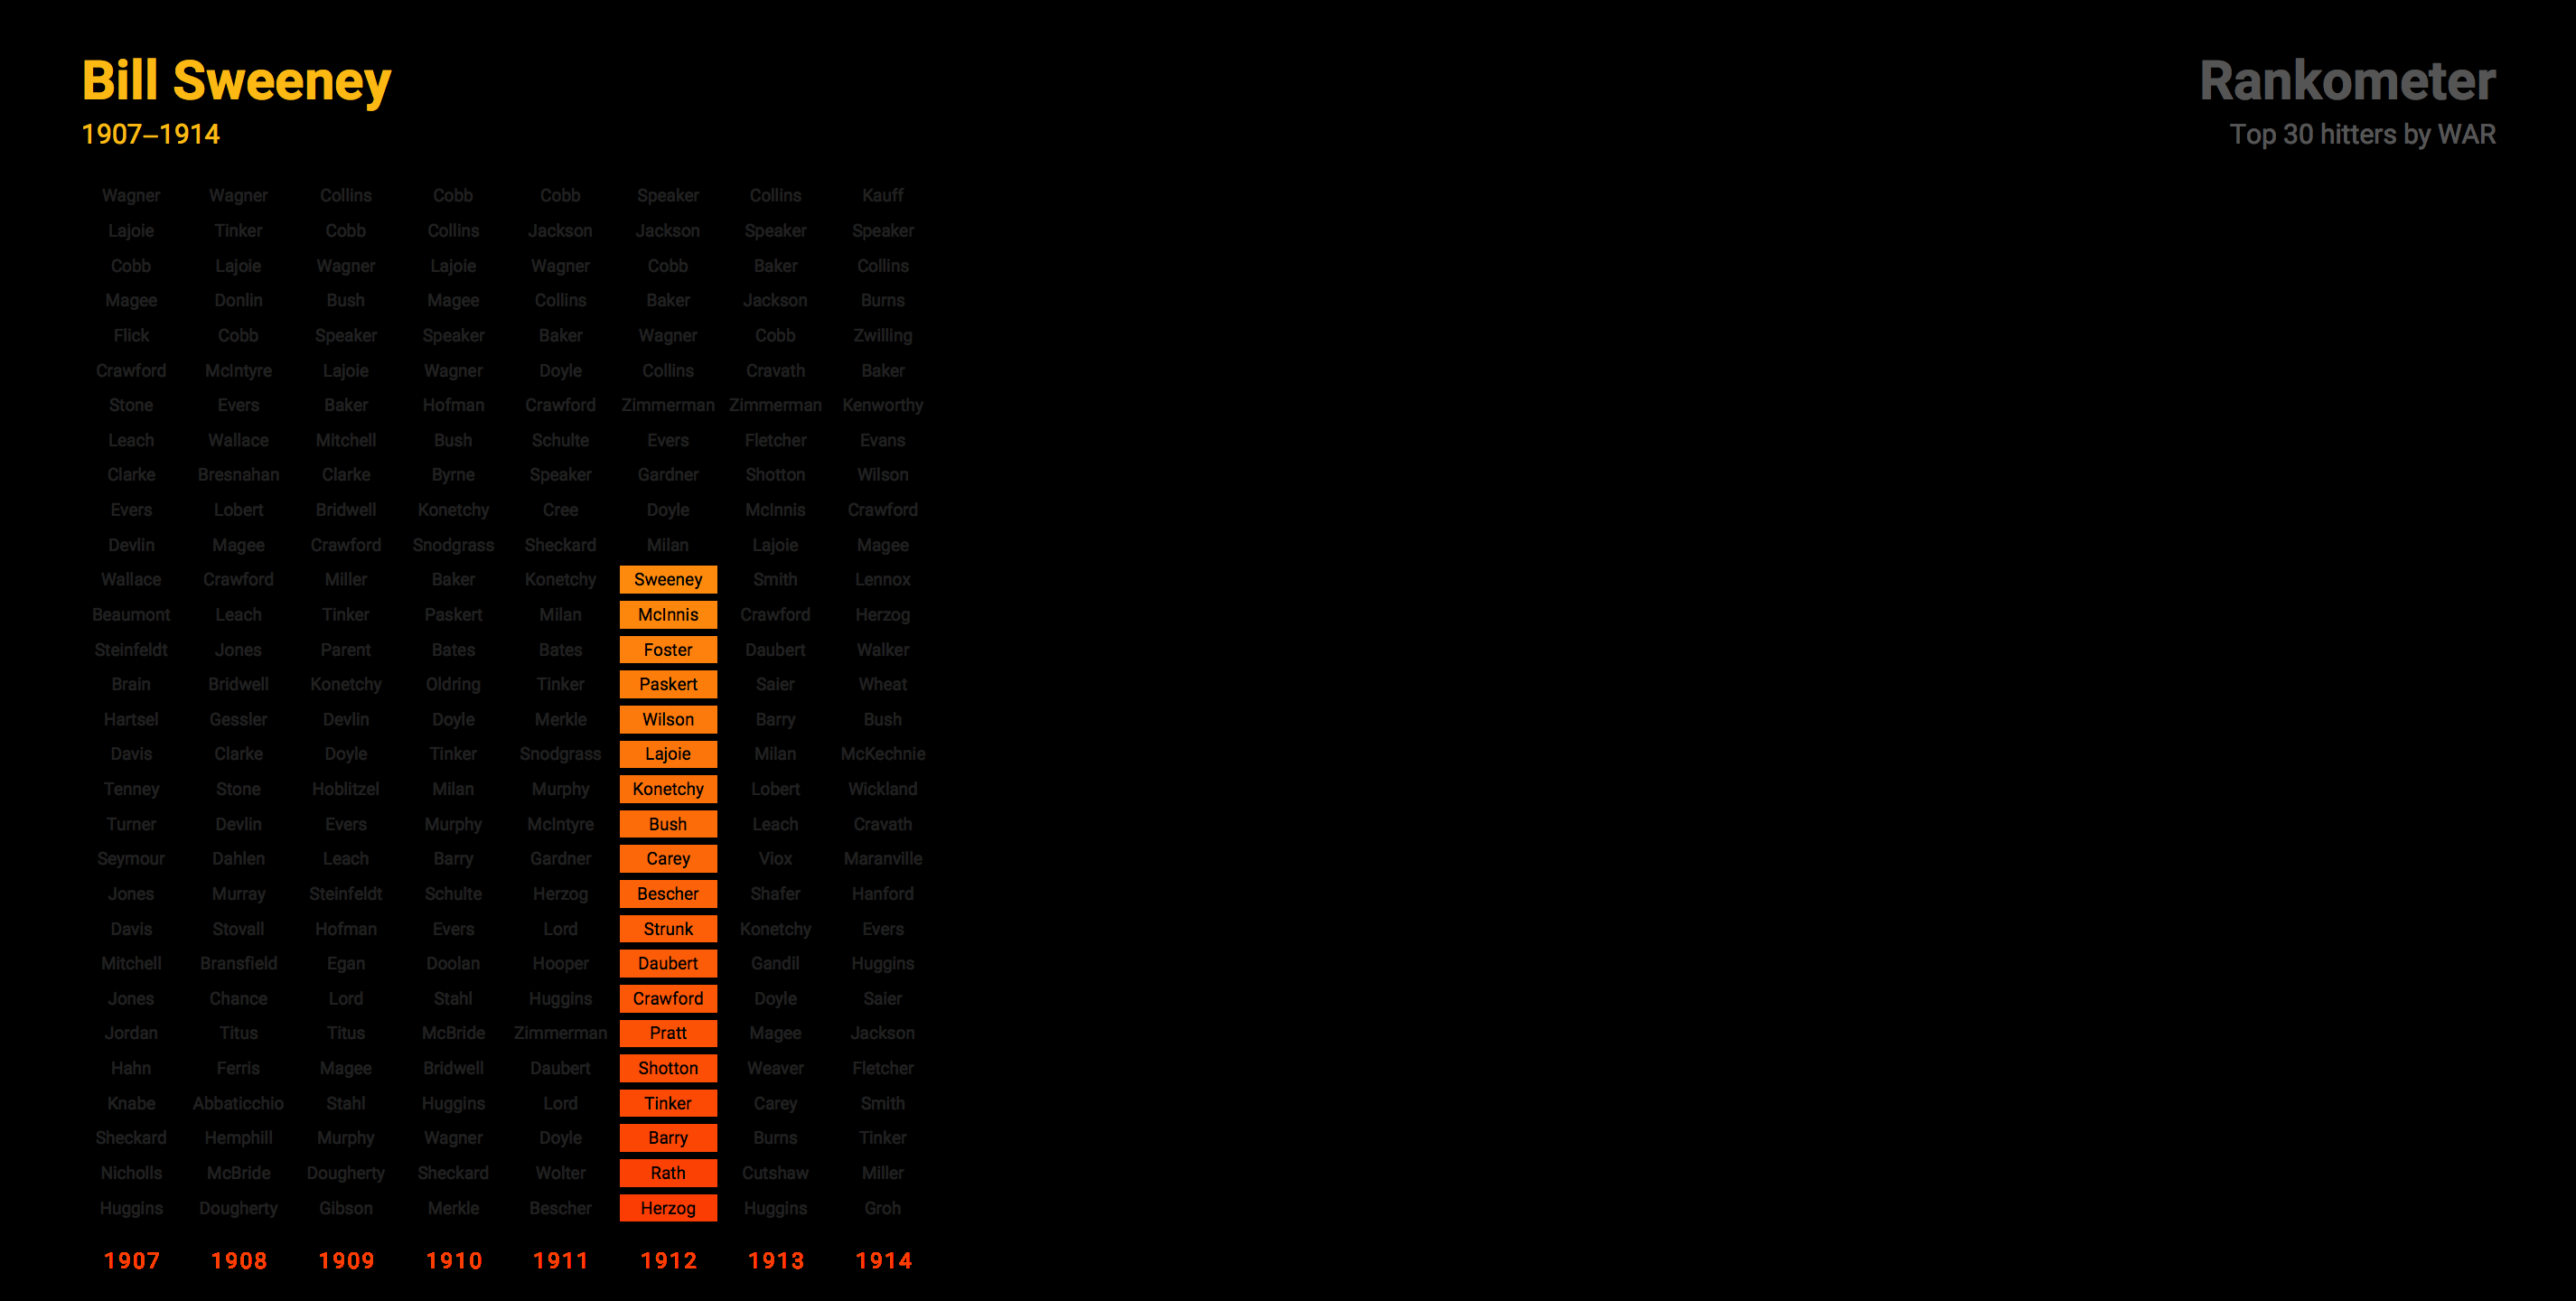 Bill Sweeney
1907–1914
Rankometer
Top 30 hitters by WAR
Wagner Wagner Collins Cobb Cobb Speaker Collins Kauff
Lajoie Tinker Cobb Collins Jackson Jackson Speaker Speaker
Cobb Lajoie Wagner Lajoie Wagner Cobb Baker Collins
Magee Donlin Bush Magee Collins Baker Jackson Burns
Flick Cobb Speaker Speaker Baker Wagner Cobb Zwilling
Crawford McIntyre Lajoie Wagner Doyle Collins Cravath Baker
Stone Evers Baker Hofman Crawford Zimmerman Zimmerman Kenworthy
Leach Wallace Mitchell Bush Schulte Evers Fletcher Evans
Clarke Bresnahan Clarke Byrne Speaker Gardner Shotton Wilson
Evers Lobert Bridwell Konetchy Cree Doyle McInnis Crawford
Devlin Magee Crawford Snodgrass Sheckard Milan Lajoie Magee
Wallace Crawford Miller Baker Konetchy Sweeney Smith Lennox
Beaumont Leach Tinker Paskert Milan McInnis Crawford Herzog
Steinfeldt Jones Parent Bates Bates Foster Daubert Walker
Brain Bridwell Konetchy Oldring Tinker Paskert Saier Wheat
Hartsel Gessler Devlin Doyle Merkle Wilson Barry Bush
Davis Clarke Doyle Tinker Snodgrass Lajoie Milan McKechnie
Tenney Stone Hoblitzel Milan Murphy Konetchy Lobert Wickland
Turner Devlin Evers Murphy McIntyre Bush Leach Cravath
Seymour Dahlen Leach Barry Gardner Carey Viox Maranville
Jones Murray Steinfeldt Schulte Herzog Bescher Shafer Hanford
Davis Stovall Hofman Evers Lord Strunk Konetchy Evers
Mitchell Bransfield Egan Doolan Hooper Daubert Gandil Huggins
Jones Chance Lord Stahl Huggins Crawford Doyle Saier
Jordan Titus Titus McBride Zimmerman Pratt Magee Jackson
Hahn Ferris Magee Bridwell Daubert Shotton Weaver Fletcher
Knabe Abbaticchio Stahl Huggins Lord Tinker Carey Smith
Sheckard Hemphill Murphy Wagner Doyle Barry Burns Tinker
Nicholls McBride Dougherty Sheckard Wolter Rath Cutshaw Miller
Huggins Dougherty Gibson Merkle Bescher Herzog Huggins Groh
1907 1908 1909 1910 1911 1912 1913 1914